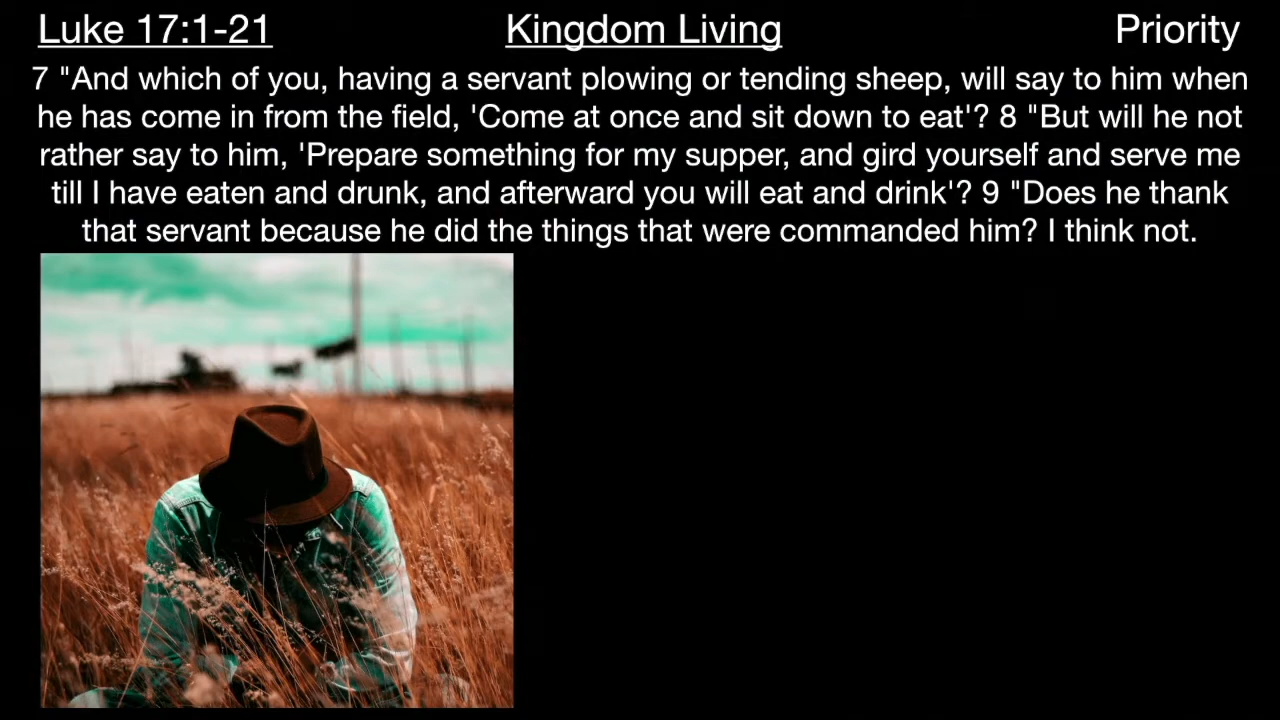 Luke 17:1-21 Kingdom Living Priority
7 "And which of you, having a servant plowing or tending sheep, will say to him when
he has come in from the field, 'Come at once and sit down to eat'? 8 "But will he not
rather say to him, 'Prepare something for my supper, and gird yourself and serve me
till I have eaten and drunk, and afterward you will eat and drink'? 9 "Does he thank
that servant because he did the things that were commanded him? I think not.